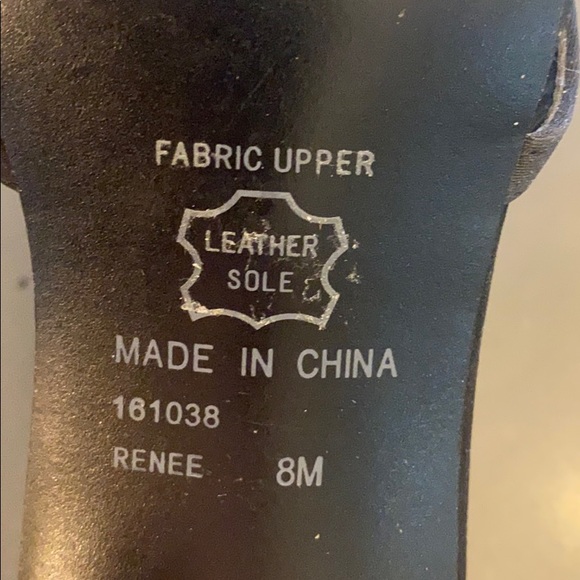 FABRIC UPPER
LEATHER
SOLE
MADE IN CHINA
161038
RENEE 8M